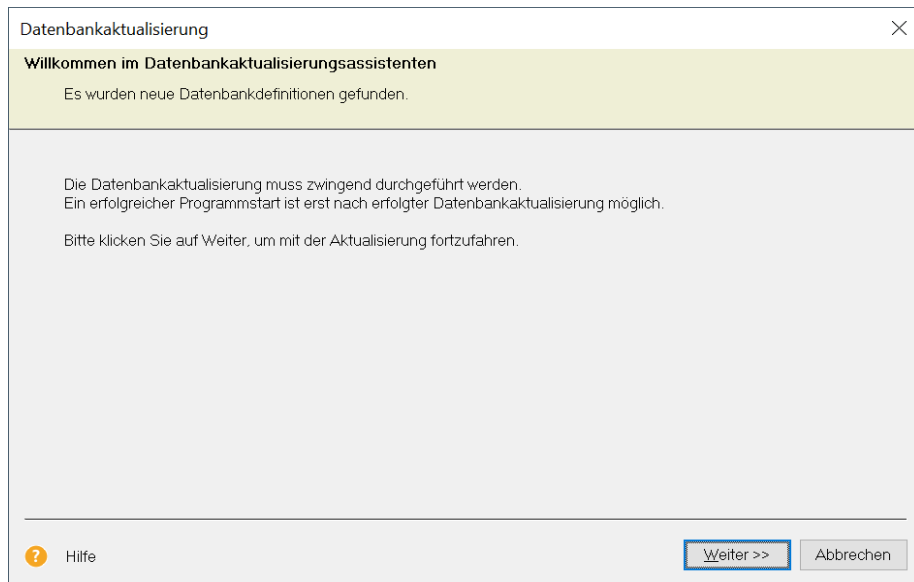 Datenbankaktualisierung
Willkommen im Datenbankaktualisierungsassistenten
Es wurden neue Datenbankdefinitionen gefunden.
Die Datenbankaktualisierung muss zwingend durchgeführt werden.
Ein erfolgreicher Programmstart ist erst nach erfolgter Datenbankaktualisierung möglich.
Bitte klicken Sie auf Weiter, um mit der Aktualisierung fortzufahren.
? Hilfe Weiter >> Abbrechen